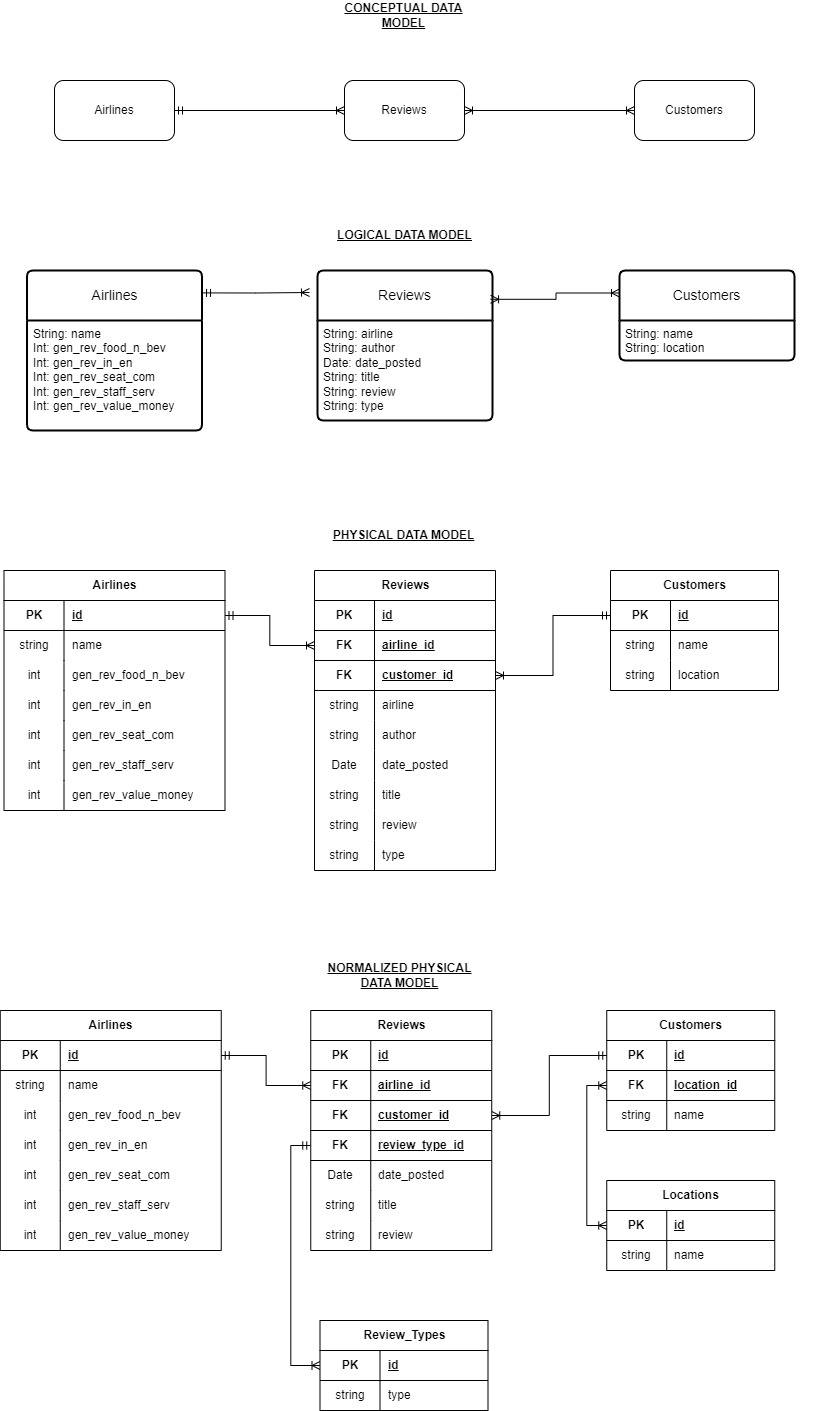 CONCEPTUAL DATA
MODEL
Airlines
Reviews
Customers
LOGICAL DATA MODEL
Airlines
String: name
Int: gen_rev_food_n_bev
Int: gen_rev_in_en
Int: gen_rev_seat_com
Int: gen_rev_staff_serv
Int: gen_rev_value_money
Reviews
String: airline
String: author
Date: date_posted
String: title
String: review
String: type
Customers
String: name
String: location
PHYSICAL DATA MODEL
Airlines
PK id
string name
int gen_rev_food_n_bev
int gen_rev_in_en
int gen_rev_seat_com
int gen_rev_staff_serv
int gen_rev_value_money
Reviews
PK id
FK airline_id
FK customer_id
string airline
string author
Date date_posted
string title
string review
string type
Customers
PK id
string name
string location
NORMALIZED PHYSICAL
DATA MODEL
Airlines
PK id
string name
int gen_rev_food_n_bev
int gen_rev_in_en
int gen_rev_seat_com
int gen_rev_staff_serv
int gen_rev_value_money
Reviews
PK id
FK airline_id
FK customer_id
FK review_type_id
Date date_posted
string title
string review
Customers
PK id
FK location_id
string name
Locations
PK id
string name
Review_Types
PK id
string type